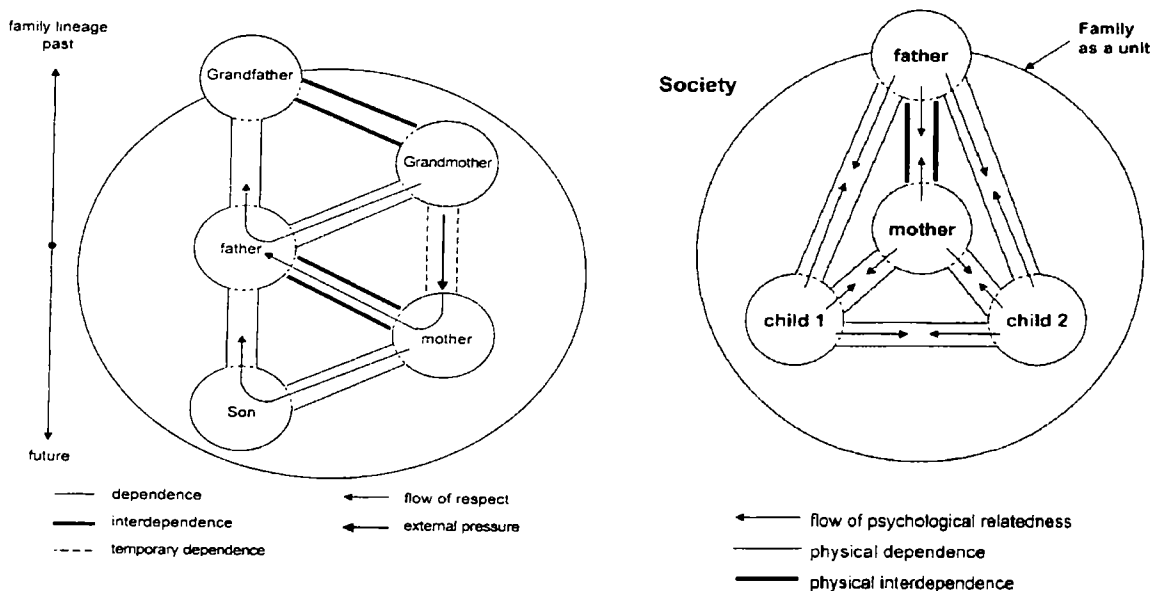 family lineage
past
Grandfather
Grandmother
father
mother
Son
future
dependence
interdependence
temporary dependence
flow of respect
external pressure
Family
as a unit
Society
father
mother
child 1
child 2
flow of psychological relatedness
physical dependence
physical interdependence